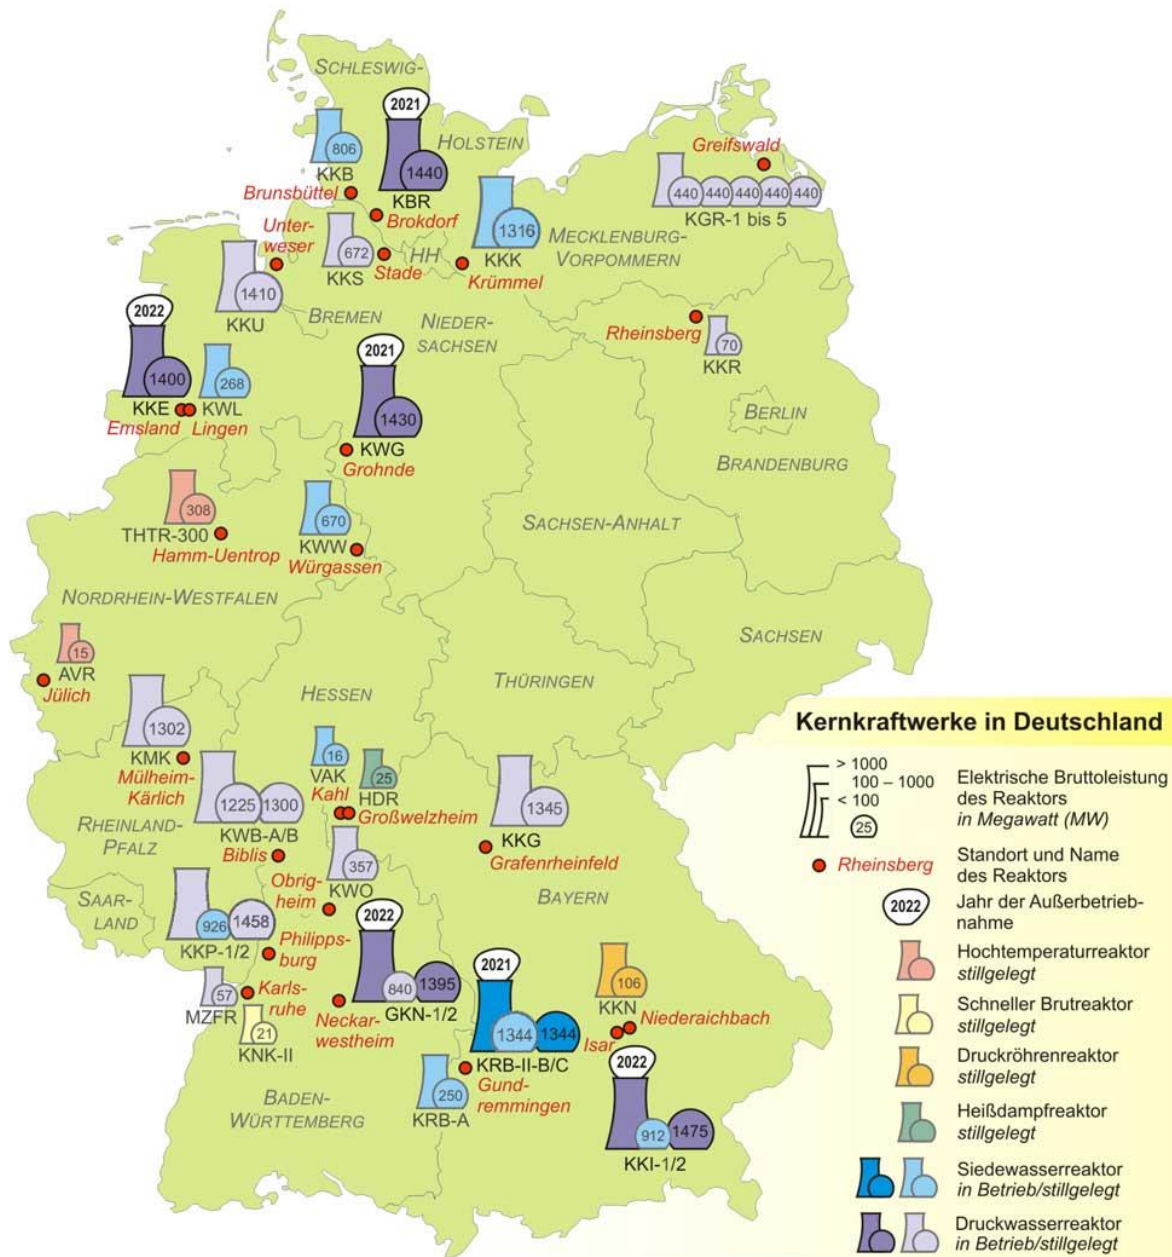 SCHLESWIG-
HOLSTEIN
2021
1440
KBR
Brokdorf
806
KKB
Brunsbüttel
Greifswald
440 440 440 440 440
KGR-1 bis 5
1316
KKK
Krümmel
MECKLENBURG-
VORPOMMERN
Unter-
weser
672
KKS
Stade
HH
1410
KKU
BREMEN
NIEDER-
SACHSEN
Rheinsberg
70
KKR
2022
1400
KKE
Emsland
268
KWL
Lingen
2021
1430
KWG
Grohnde
BERLIN
BRANDENBURG
308
THTR-300
Hamm-Uentrop
670
KWW
Würgassen
SACHSEN-ANHALT
NORDRHEIN-WESTFALEN
SACHSEN
15
AVR
Jülich
HESSEN
THÜRINGEN
1302
KMK
Mülheim-
Kärlich
16
VAK
Kahl
25
HDR
Großwelzheim
1225 1300
KWB-A/B
Biblis
RHEINLAND-
PFALZ
1345
KKG
Grafenrheinfeld
357
KWO
Obrig-
heim
BAYERN
SAAR-
LAND
926 1458
KKP-1/2
Philipps-
burg
2022
840 1395
GKN-1/2
Neckar-
westheim
57
MZFR
Karls-
ruhe
21
KNK-II
2021
1344 1344
KRB-II-B/C
Gund-
remmingen
106
KKN
Niederaichbach
Isar
250
KRB-A
BADEN-
WÜRTTEMBERG
2022
912 1475
KKI-1/2
Kernkraftwerke in Deutschland
> 1000
100 – 1000
< 100
25
Elektrische Bruttoleistung
des Reaktors
in Megawatt (MW)
Rheinsberg
Standort und Name
des Reaktors
2022
Jahr der Außerbetrieb-
nahme
Hochtemperaturreaktor
stillgelegt
Schneller Brutreaktor
stillgelegt
Druckröhrenreaktor
stillgelegt
Heißdampfreaktor
stillgelegt
Siedewasserreaktor
in Betrieb/stillgelegt
Druckwasserreaktor
in Betrieb/stillgelegt